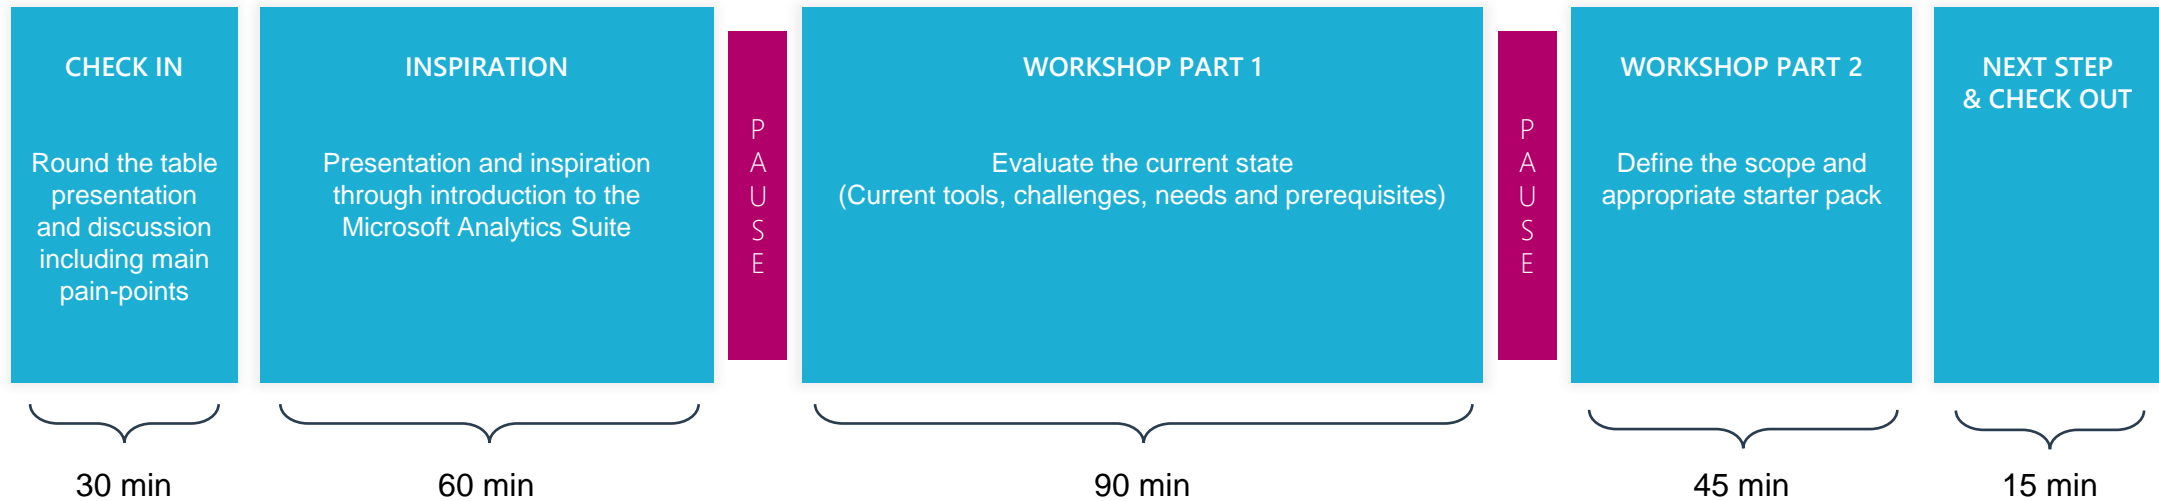 CHECK IN
Round the table
presentation
and discussion
including main
pain-points
30 min
INSPIRATION
Presentation and inspiration
through introduction to the
Microsoft Analytics Suite
60 min
P
A
U
S
E
WORKSHOP PART 1
Evaluate the current state
(Current tools, challenges, needs and prerequisites)
90 min
P
A
U
S
E
WORKSHOP PART 2
Define the scope and
appropriate starter pack
45 min
NEXT STEP
& CHECK OUT
15 min